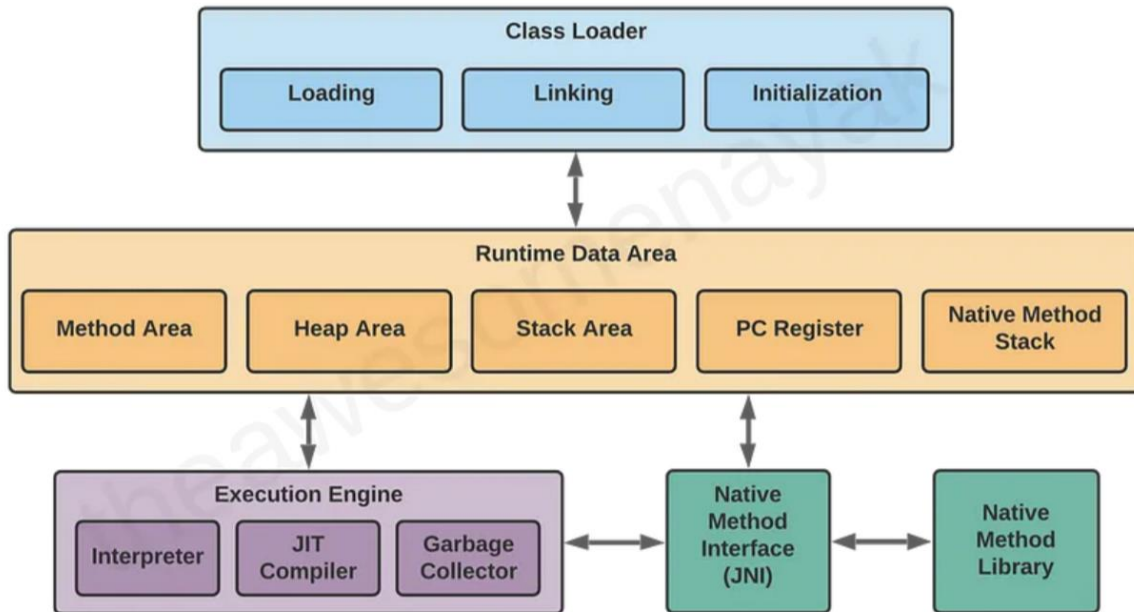 Class Loader
Loading
Linking
Initialization
Runtime Data Area
Method Area
Heap Area
Stack Area
PC Register
Native Method
Stack
Execution Engine
Interpreter
JIT
Compiler
Garbage
Collector
Native
Method
Interface
(JNI)
Native
Method
Library
theawesomenayak